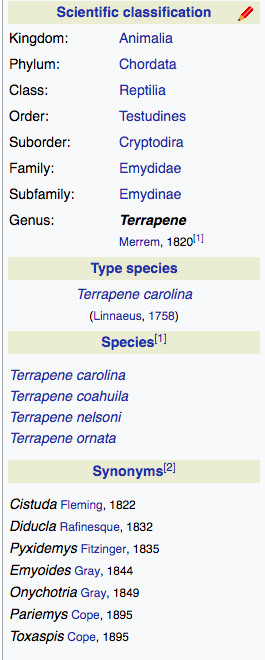 Scientific classification
Kingdom: Animalia
Phylum: Chordata
Class: Reptilia
Order: Testudines
Suborder: Cryptodira
Family: Emydidae
Subfamily: Emydinae
Genus: Terrapene
Merrem, 1820[1]
Type species
Terrapene carolina
(Linnaeus, 1758)
Species[1]
Terrapene carolina
Terrapene coahuila
Terrapene nelsoni
Terrapene ornata
Synonyms[2]
Cistuda Fleming, 1822
Diducla Rafinesque, 1832
Pyxidemys Fitzinger, 1835
Emyoides Gray, 1844
Onychotria Gray, 1849
Pariemys Cope, 1895
Toxaspis Cope, 1895